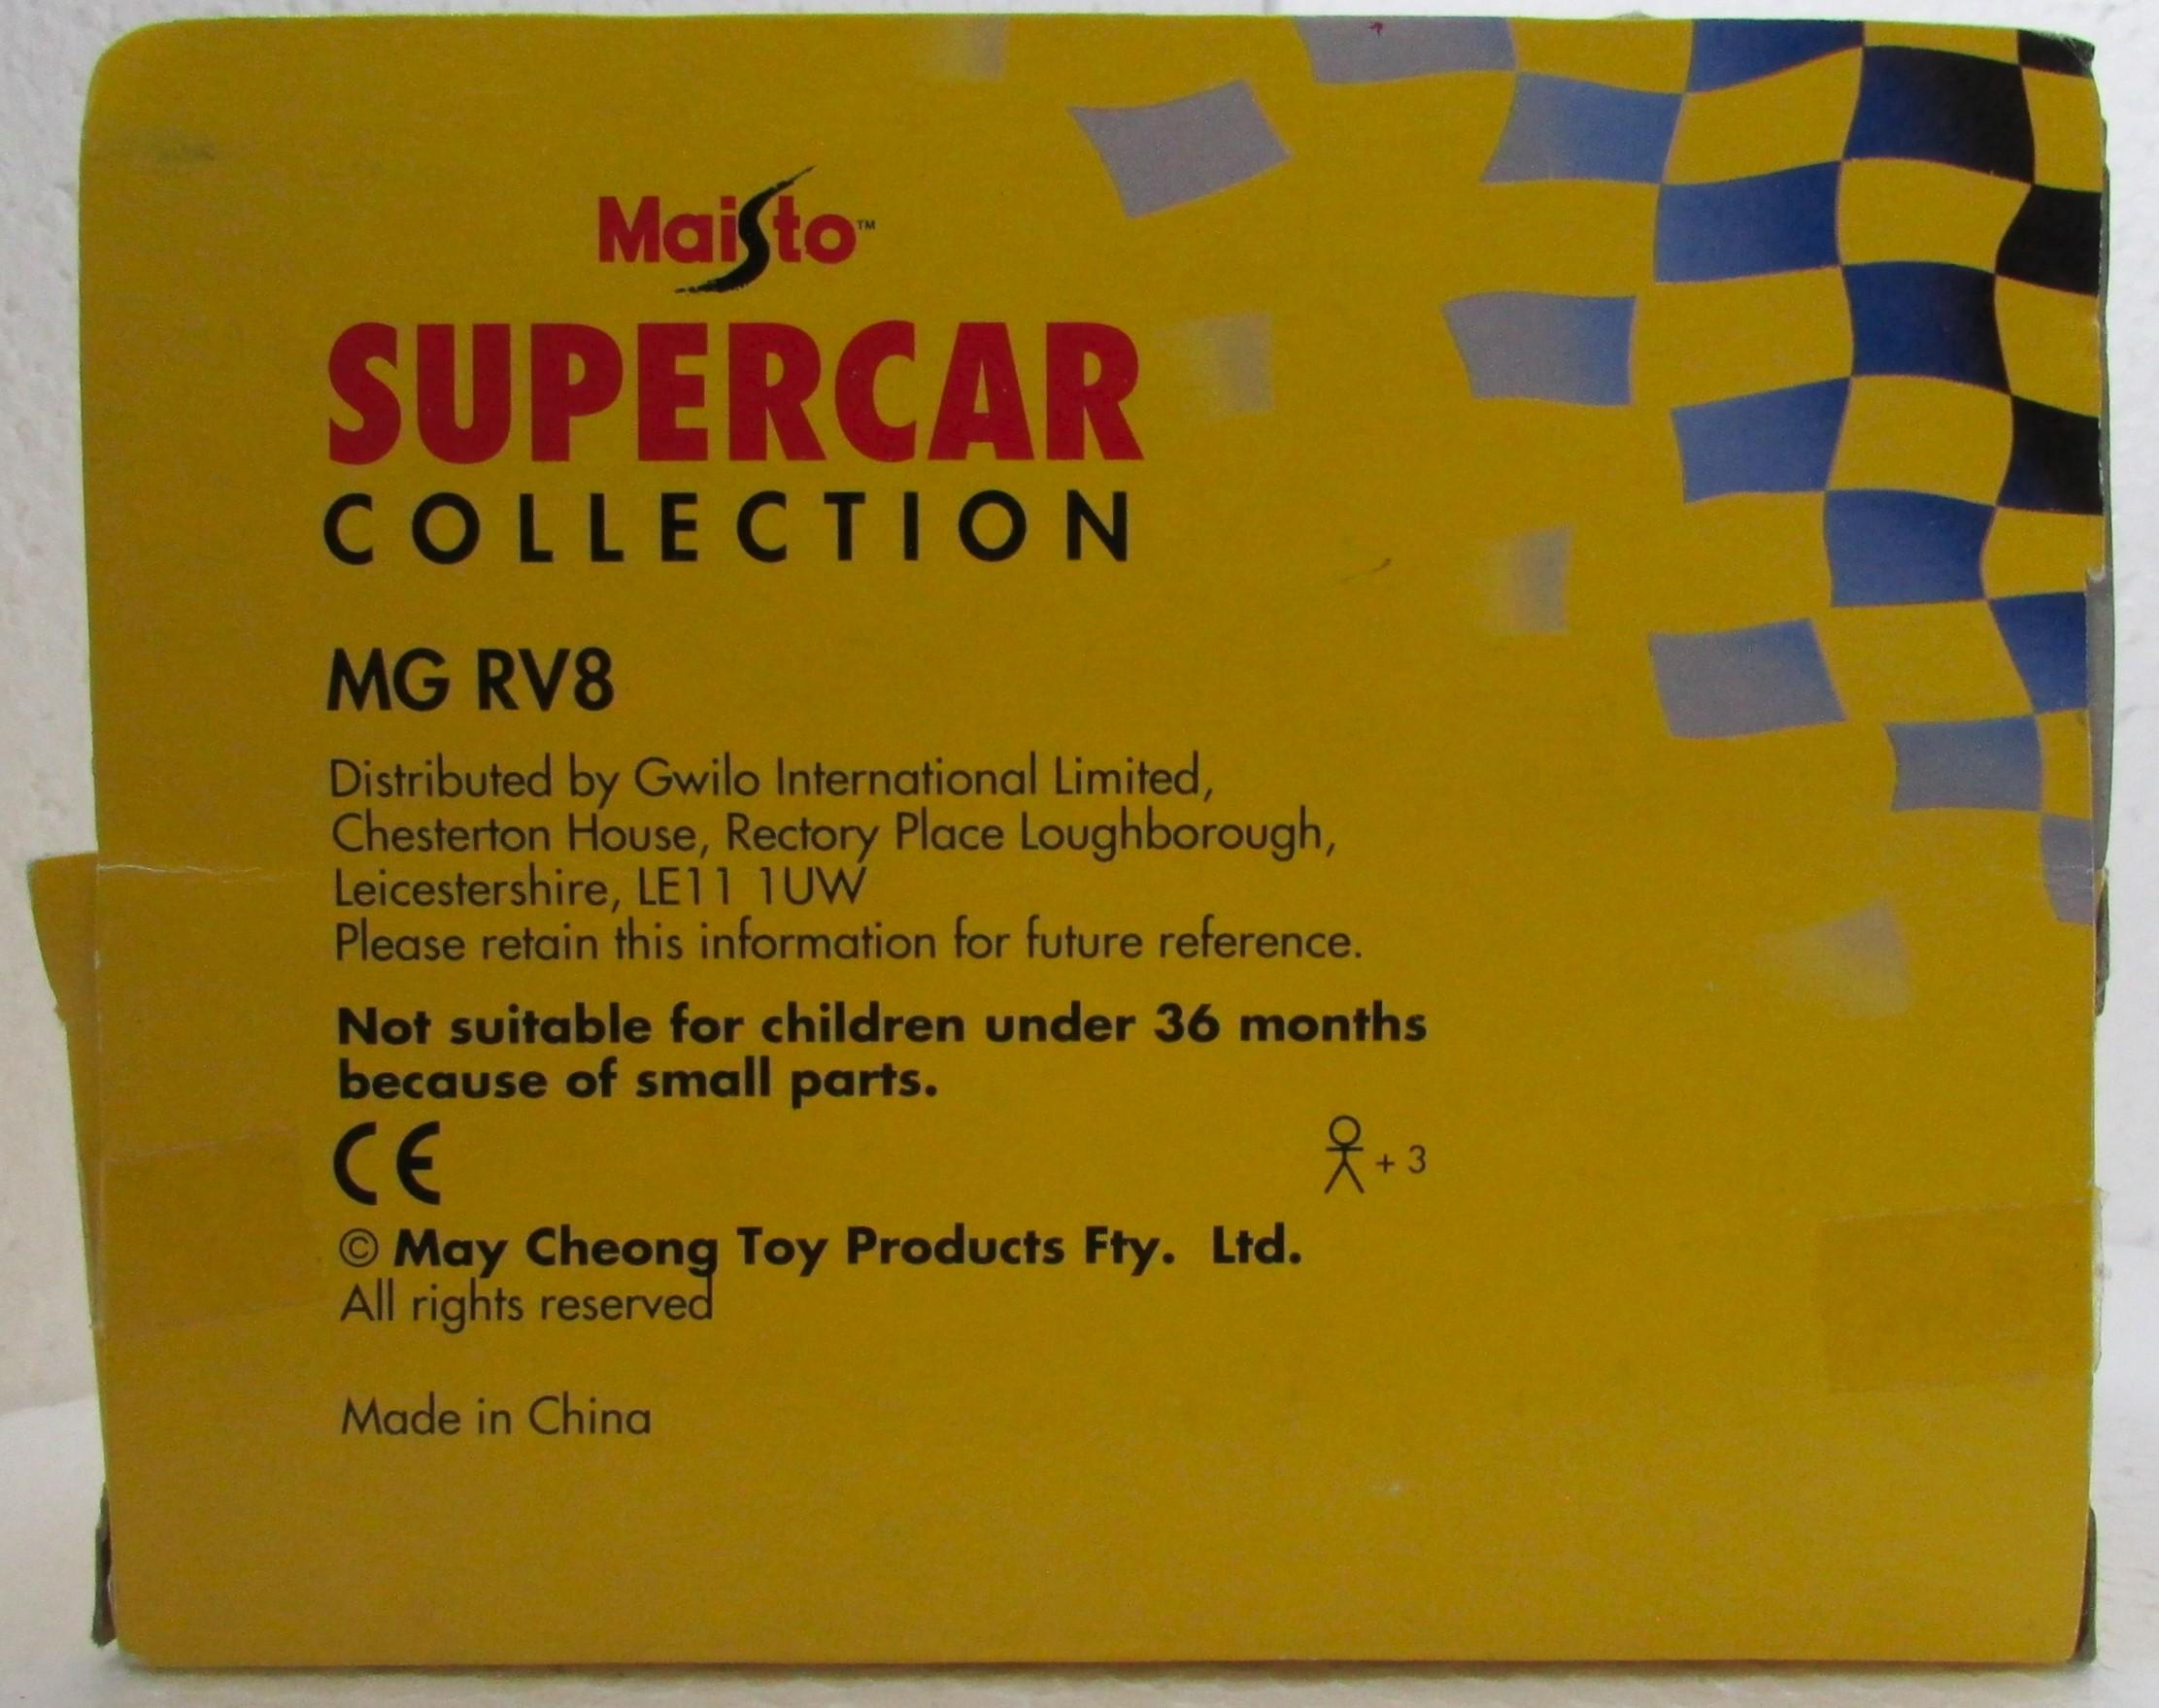 Maisto™
SUPERCAR
COLLECTION
MG RV8
Distributed by Gwilo International Limited,
Chesterton House, Rectory Place Loughborough,
Leicestershire, LE11 1UW
Please retain this information for future reference.
Not suitable for children under 36 months
because of small parts.
CE
+ 3
© May Cheong Toy Products Fty. Ltd.
All rights reserved
Made in China